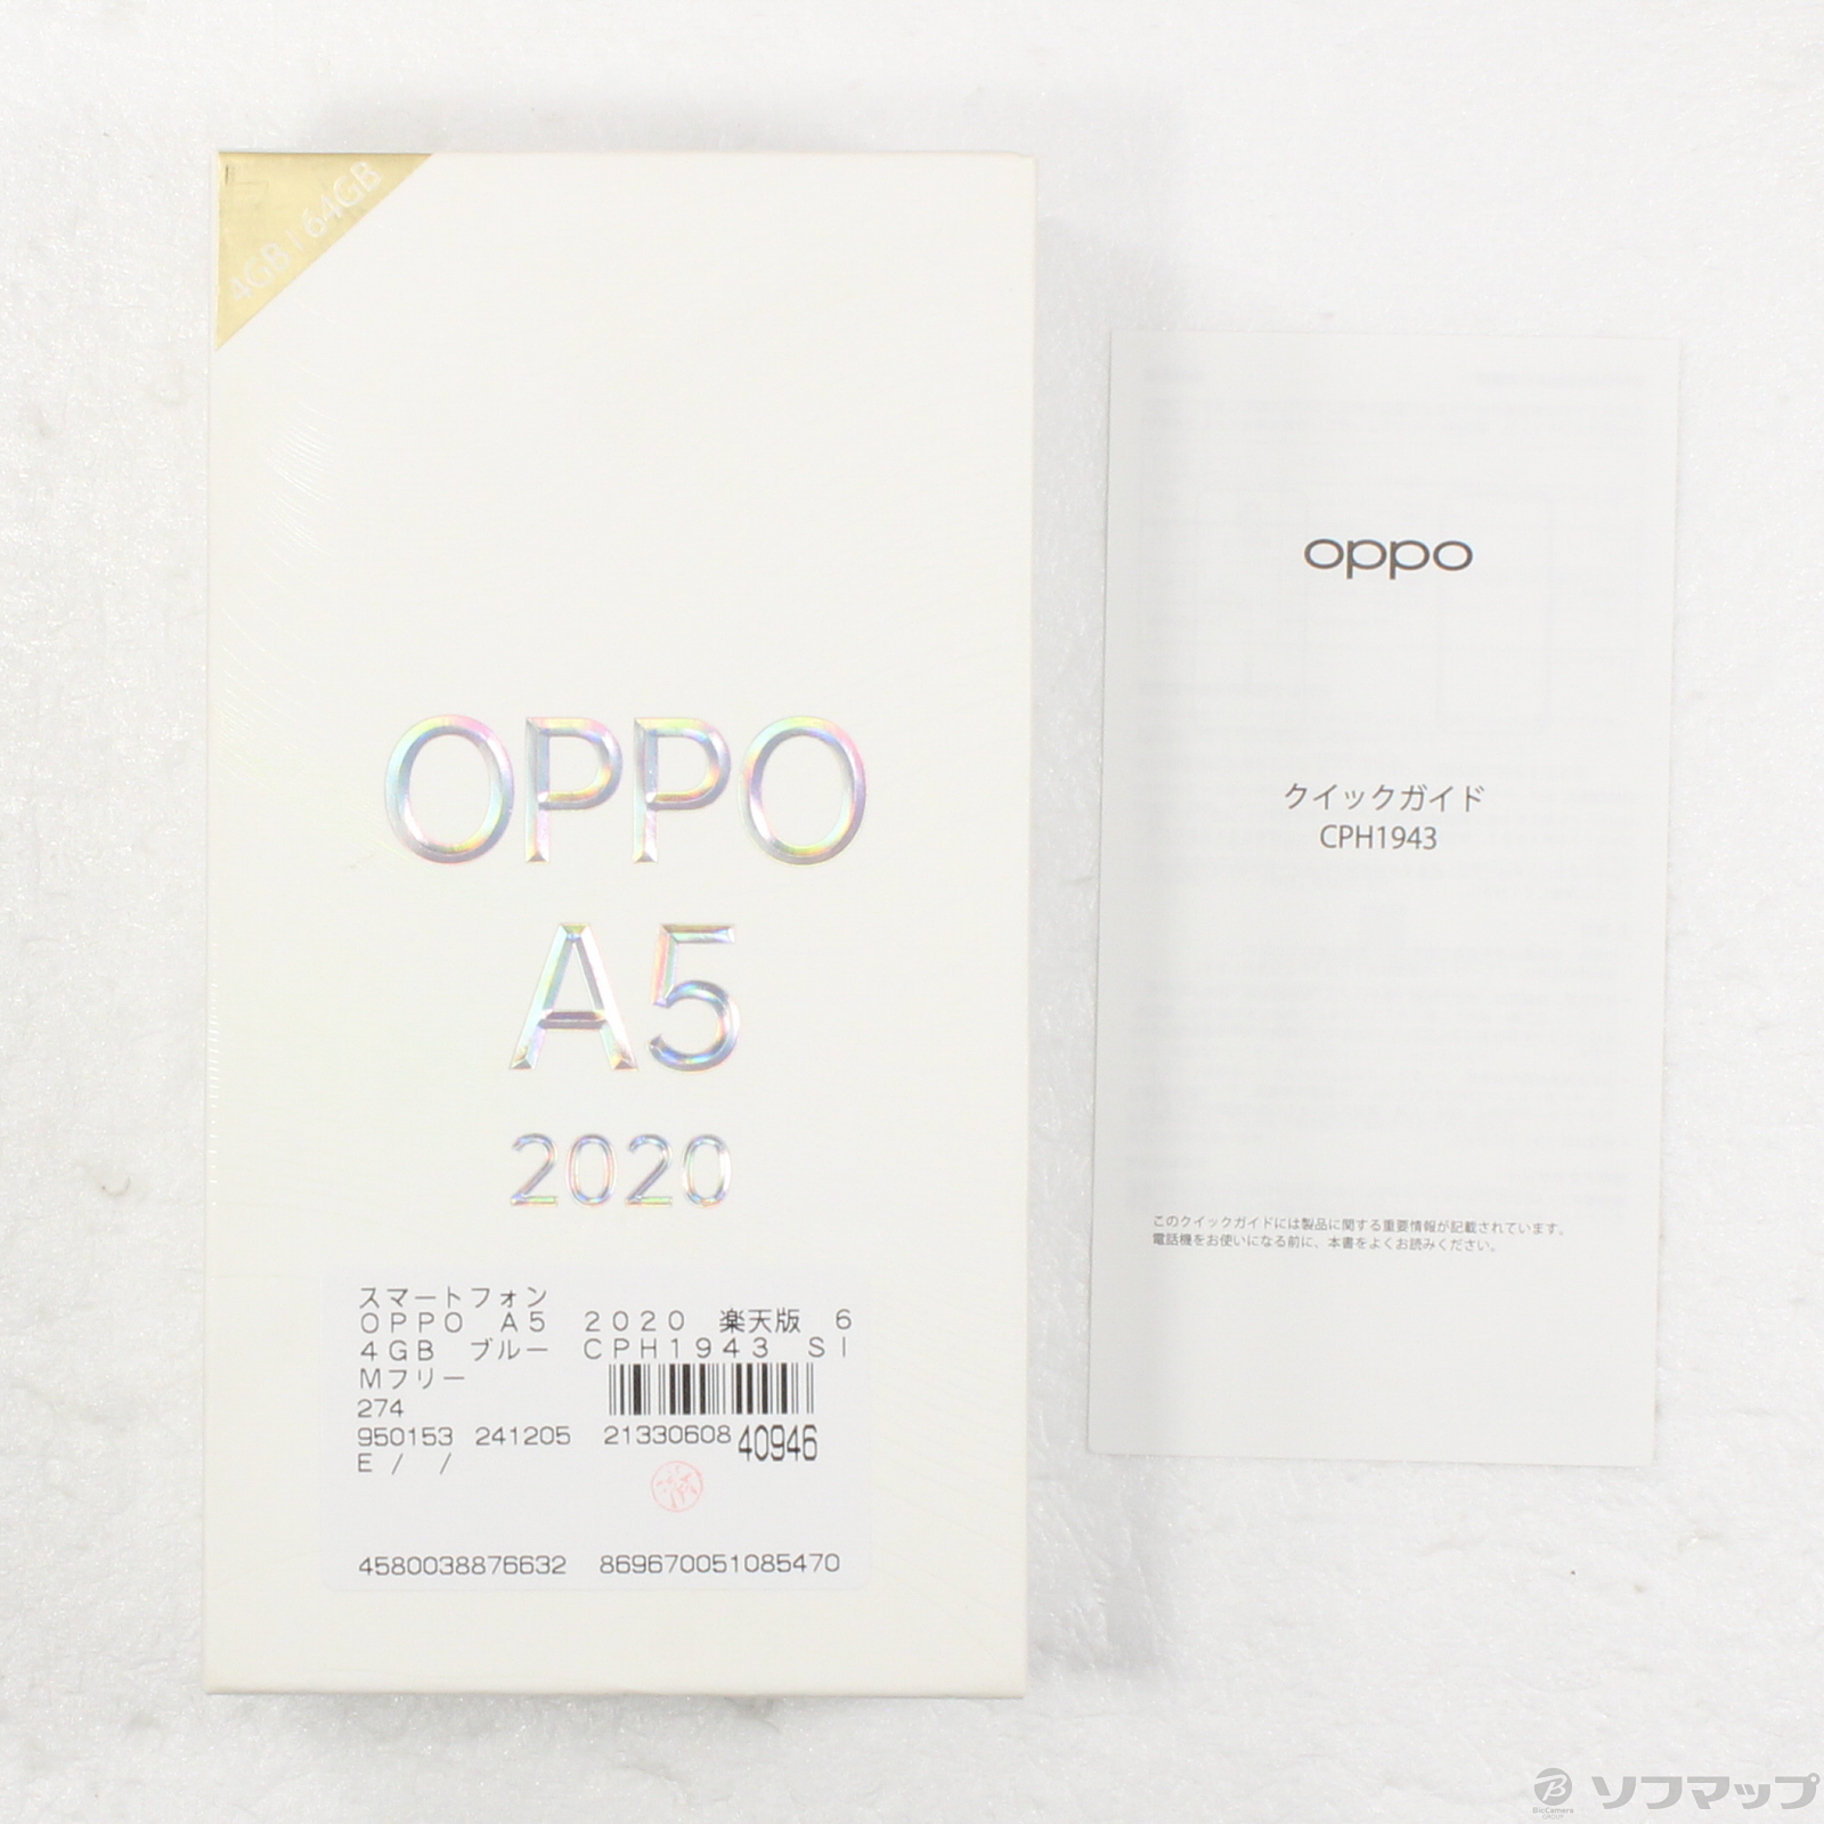 4GB | 64GB
OPPO
A5
2020
スマートフォン
OPPO A5 2020 楽天版 6
4GB ブルー CPH1943 SI
Mフリー
274
950153 241205 21330608 40946
E / /
4580038876632 869670051085470
oppo
クイックガイド
CPH1943
このクイックガイドには製品に関する重要情報が記載されています。
電話機をお使いになる前に、本書をよくお読みください。
BicCamera
GROUP
ソフマップ